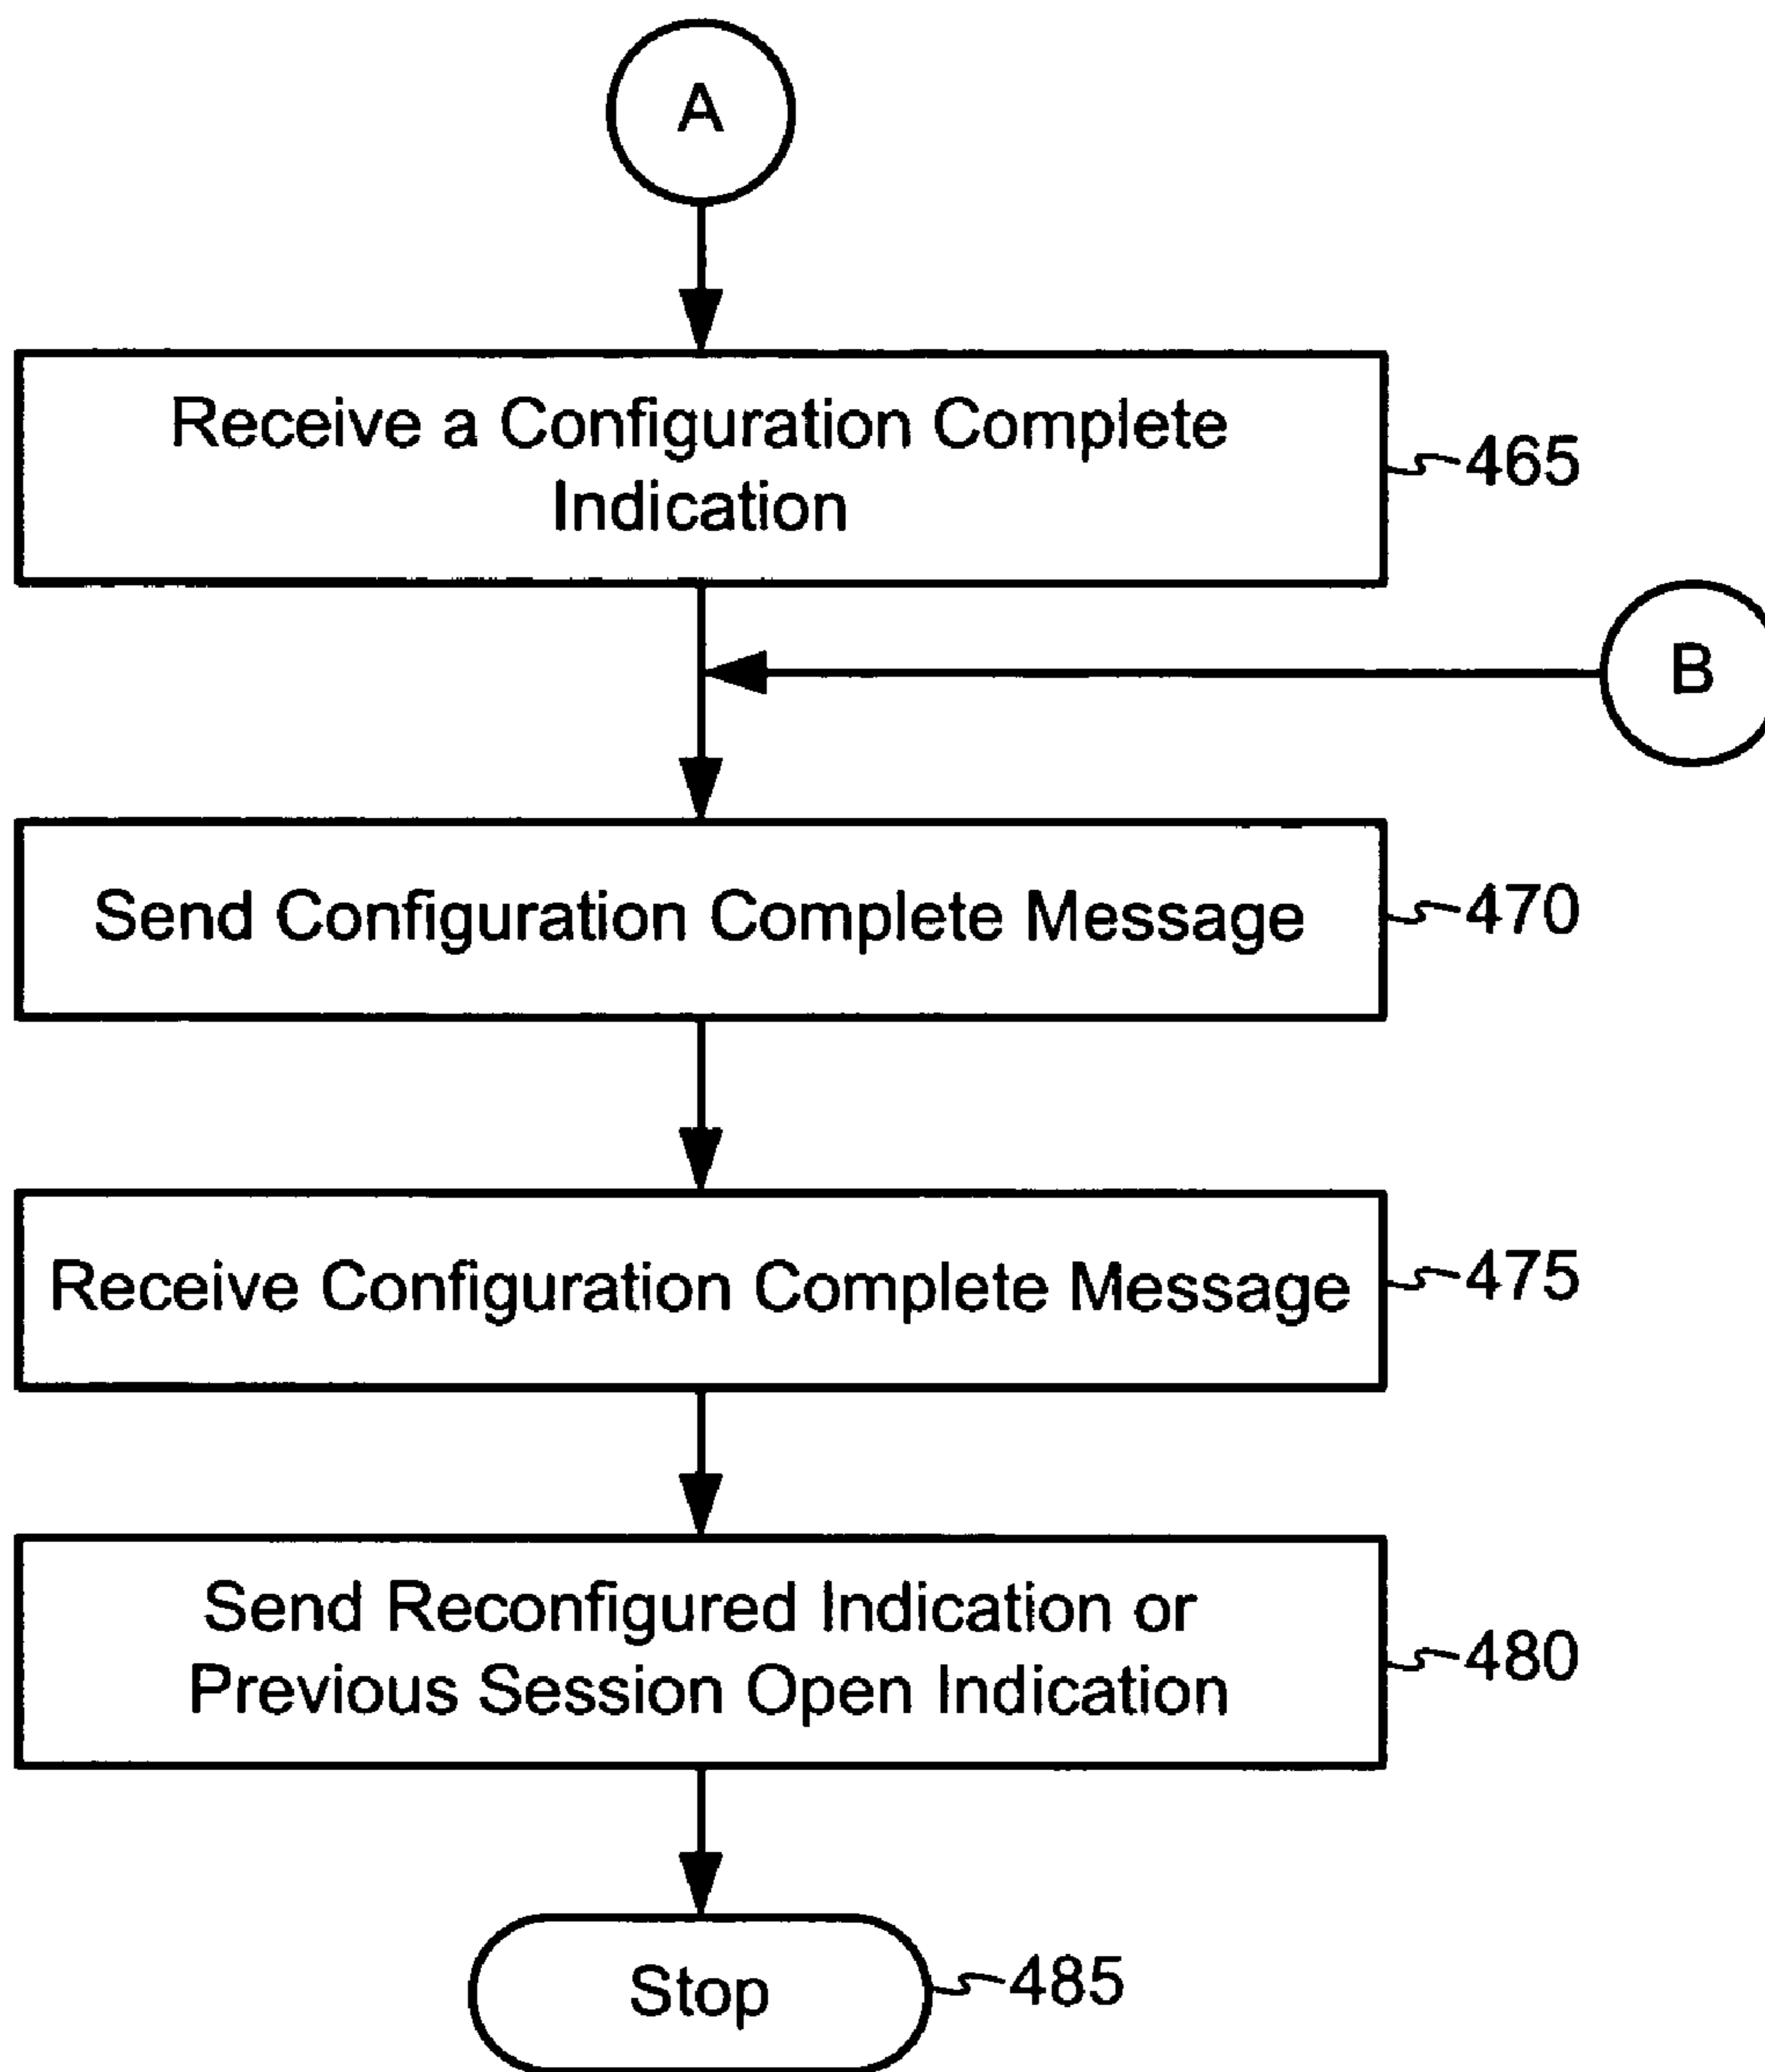 A
Receive a Configuration Complete
Indication
465
B
Send Configuration Complete Message
470
Receive Configuration Complete Message
475
Send Reconfigured Indication or
Previous Session Open Indication
480
Stop
485